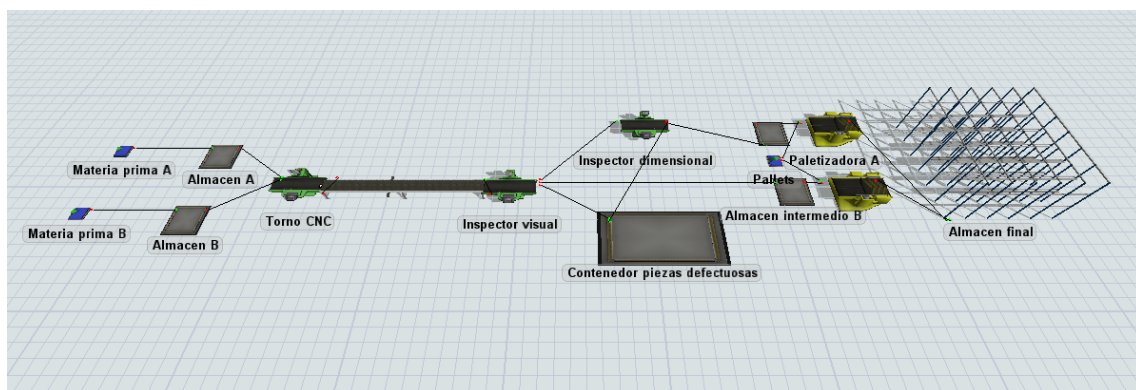 Materia prima A
Almacen A
Materia prima B
Almacen B
Torno CNC
Inspector visual
Inspector dimensional
Contenedor piezas defectuosas
Paletizadora A
Pallets
Almacen intermedio B
Almacen final